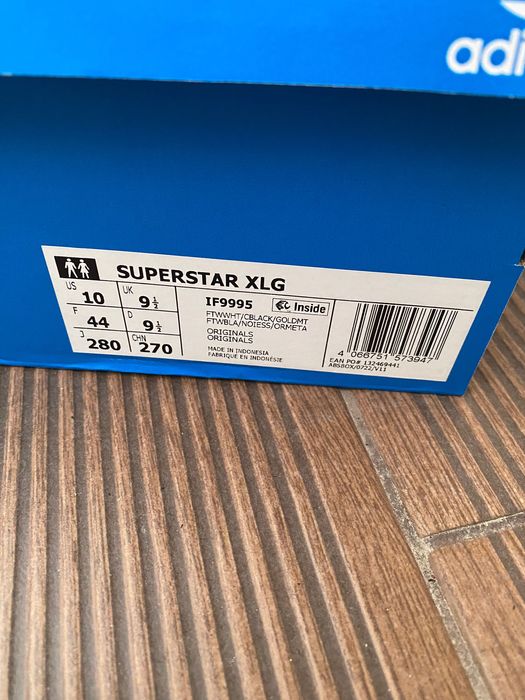 adi
SUPERSTAR XLG
US 10 UK 9½
F 44 D 9½
J 280 CHN 270
IF9995 Inside
FTWWHT/CBLACK/GOLDMT
FTWBLA/NOIESS/ORMETA
ORIGINALS
ORIGINALS
MADE IN INDONESIA
FABRIQUÉ EN INDONÉSIE
4 066751 573947
EAN PO# 132469441
ABSBOX/0722/V11